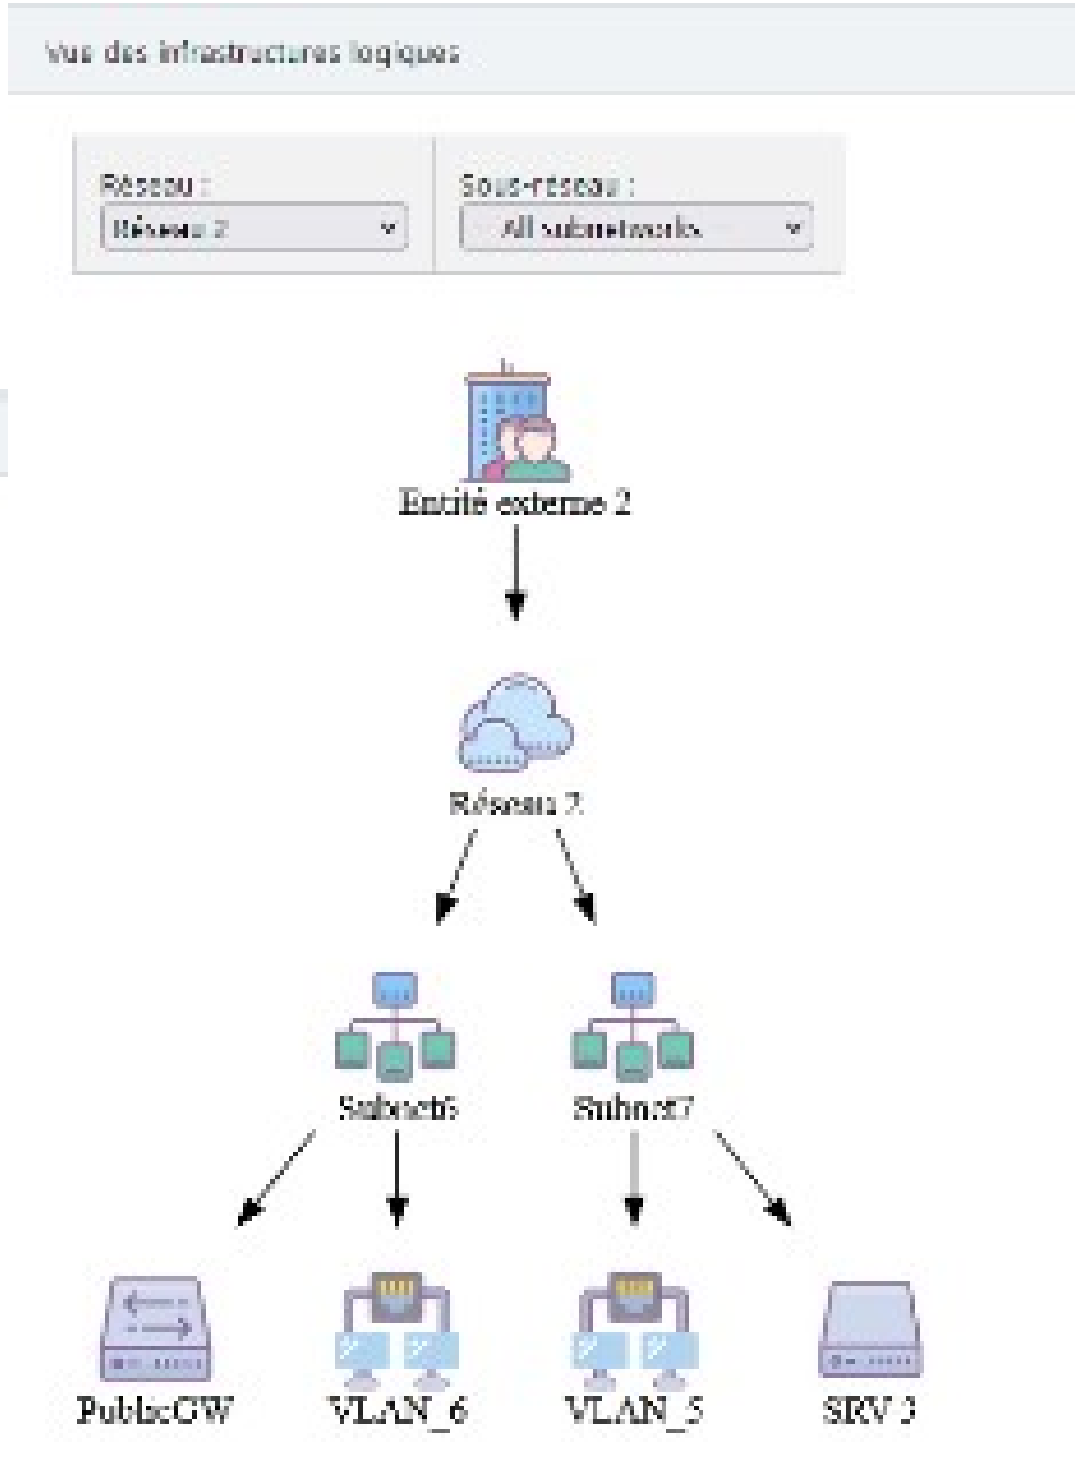 Vue des infrastructures logiques
Réseau :
Sous-réseau :
Réseau 2
All subnetworks
Entité externe 2
Réseau 2
Subnet6
Subnet7
PublicGW
VLAN_6
VLAN_5
SRV 3